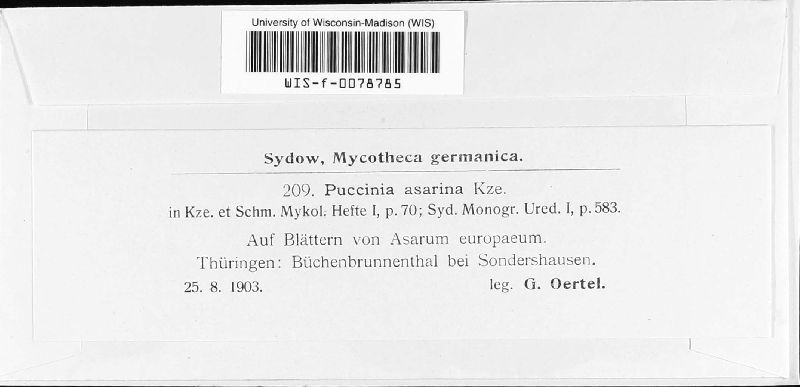 University of Wisconsin-Madison (WIS)
WIS-f-0078785
Sydow, Mycotheca germanica.
209. Puccinia asarina Kze.
in Kze. et Schm. Mykol. Hefte I, p. 70; Syd. Monogr. Ured. I, p. 583.
Auf Blättern von Asarum europaeum.
Thüringen: Büchenbrunnenthal bei Sondershausen.
25. 8. 1903. leg. G. Oertel.